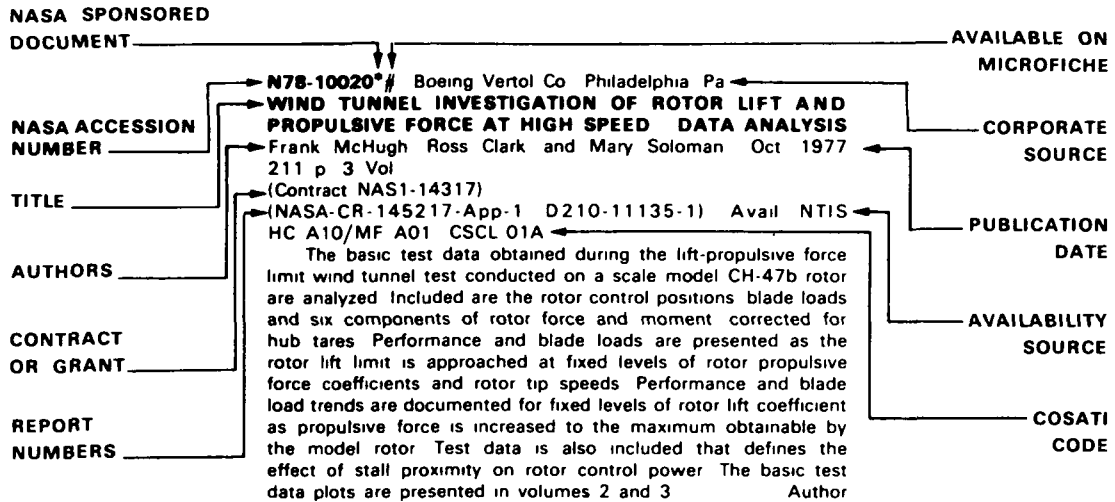 NASA SPONSORED
DOCUMENT
AVAILABLE ON
MICROFICHE
N78-10020*# Boeing Vertol Co Philadelphia Pa
WIND TUNNEL INVESTIGATION OF ROTOR LIFT AND
PROPULSIVE FORCE AT HIGH SPEED DATA ANALYSIS
Frank McHugh Ross Clark and Mary Soloman Oct 1977
211 p 3 Vol
(Contract NAS1-14317)
(NASA-CR-145217-App-1 D210-11135-1) Avail NTIS
HC A10/MF A01 CSCL 01A
The basic test data obtained during the lift-propulsive force
limit wind tunnel test conducted on a scale model CH-47b rotor
are analyzed Included are the rotor control positions blade loads
and six components of rotor force and moment corrected for
hub tares Performance and blade loads are presented as the
rotor lift limit is approached at fixed levels of rotor propulsive
force coefficients and rotor tip speeds Performance and blade
load trends are documented for fixed levels of rotor lift coefficient
as propulsive force is increased to the maximum obtainable by
the model rotor Test data is also included that defines the
effect of stall proximity on rotor control power The basic test
data plots are presented in volumes 2 and 3 Author
NASA ACCESSION
NUMBER
TITLE
AUTHORS
CONTRACT
OR GRANT
REPORT
NUMBERS
CORPORATE
SOURCE
PUBLICATION
DATE
AVAILABILITY
SOURCE
COSATI
CODE